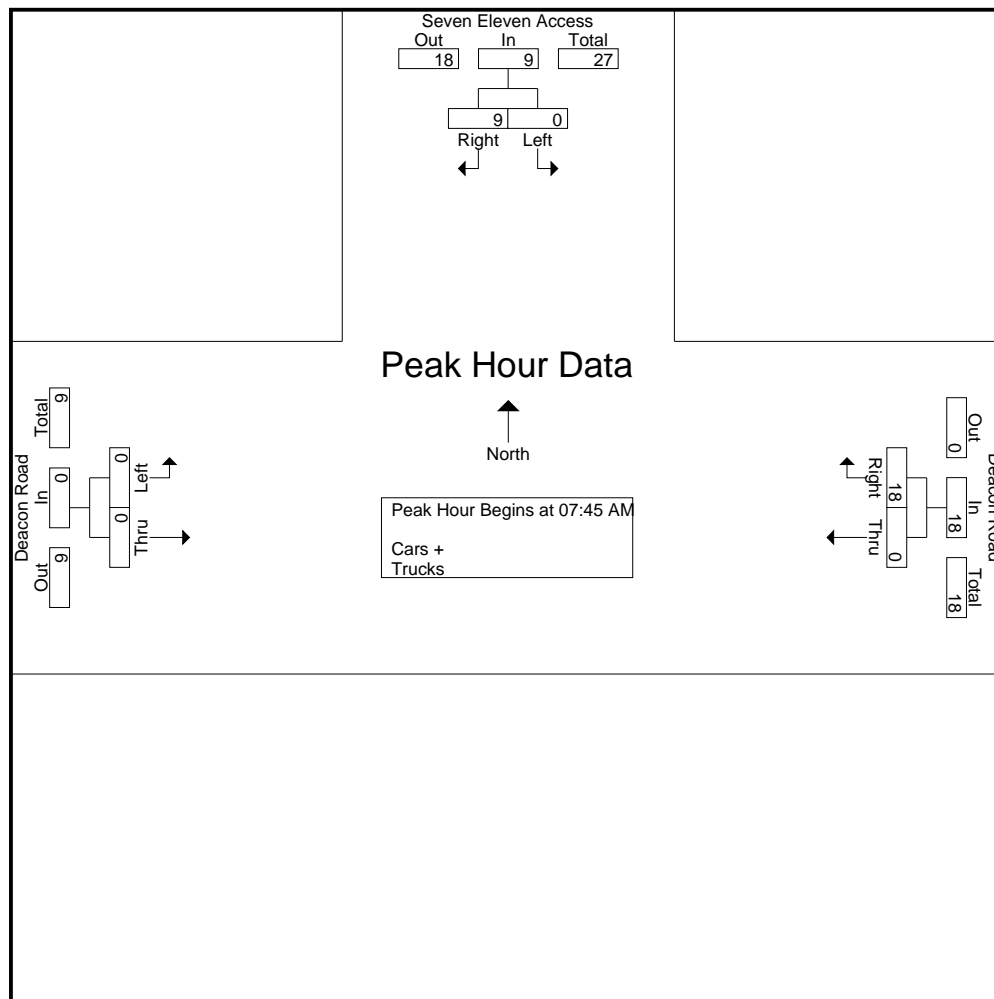 Seven Eleven Access
Out In Total
18 9 27
9 0
Right Left
Peak Hour Data
North
Peak Hour Begins at 07:45 AM
Cars +
Trucks
Deacon Road
Out In Total
9 0 9
Left Thru
0 0
Deacon Road
Out In Total
0 18 18
Right Thru
18 0